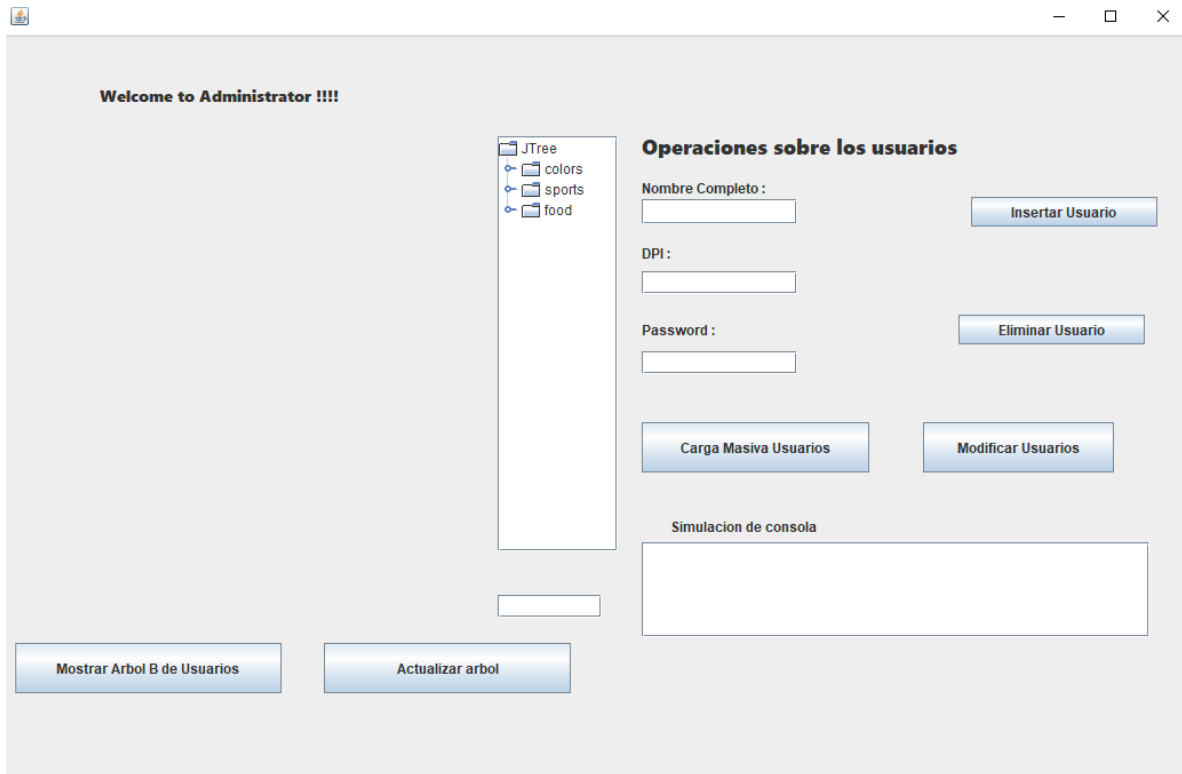 Welcome to Administrator !!!!
JTree
colors
sports
food
Operaciones sobre los usuarios
Nombre Completo :
Insertar Usuario
DPI :
Password :
Eliminar Usuario
Carga Masiva Usuarios
Modificar Usuarios
Simulacion de consola
Mostrar Arbol B de Usuarios
Actualizar arbol